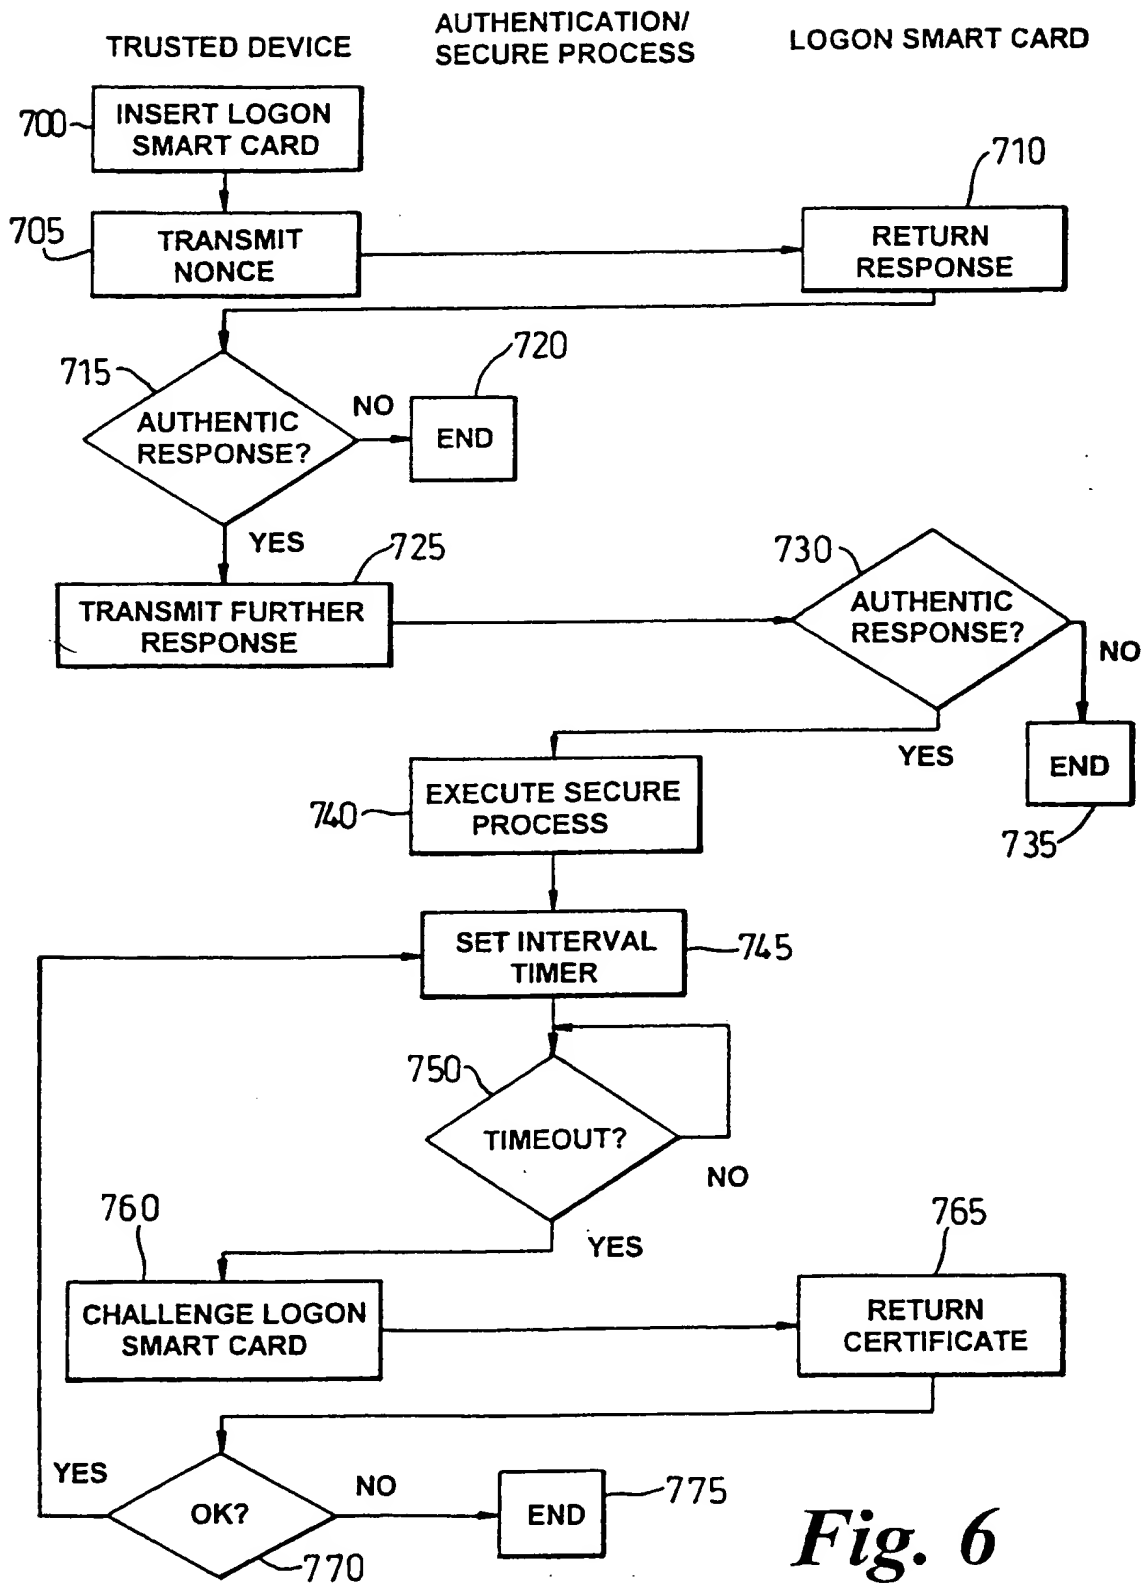 TRUSTED DEVICE
AUTHENTICATION/
SECURE PROCESS
LOGON SMART CARD
700
INSERT LOGON
SMART CARD
710
705
TRANSMIT
NONCE
RETURN
RESPONSE
715
720
AUTHENTIC
RESPONSE?
NO
END
YES
725
730
TRANSMIT FURTHER
RESPONSE
AUTHENTIC
RESPONSE?
NO
YES
END
735
740
EXECUTE SECURE
PROCESS
SET INTERVAL
TIMER
745
750
TIMEOUT?
NO
YES
760
765
CHALLENGE LOGON
SMART CARD
RETURN
CERTIFICATE
YES
OK?
NO
END
775
770
Fig. 6